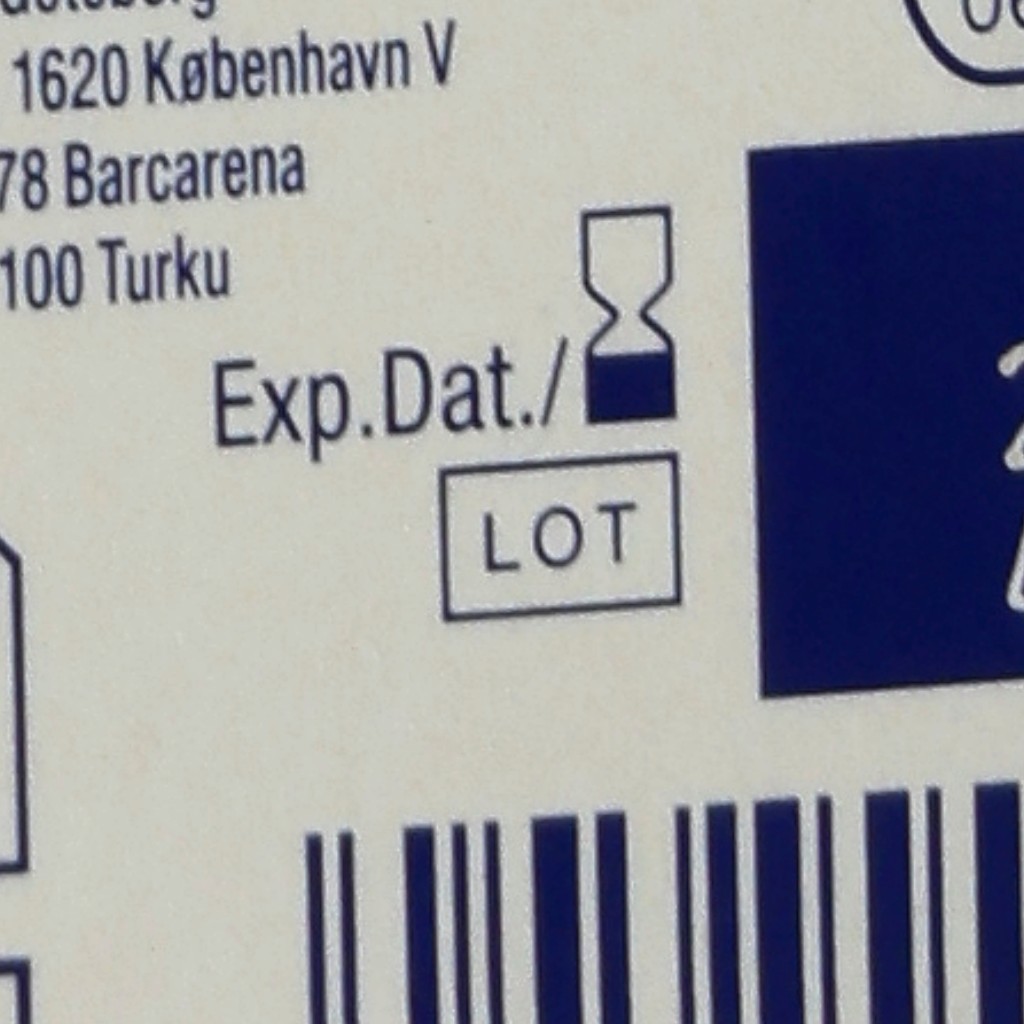 1620 København V
78 Barcarena
100 Turku
Exp.Dat./
LOT